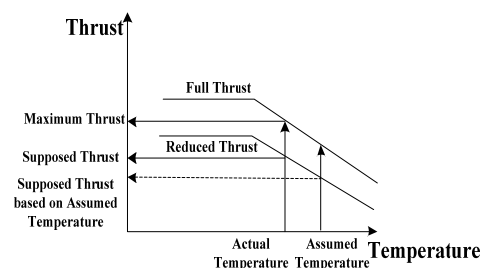 Thrust
Full Thrust
Maximum Thrust
Reduced Thrust
Supposed Thrust
Supposed Thrust
based on Assumed
Temperature
Actual
Temperature
Assumed
Temperature
Temperature